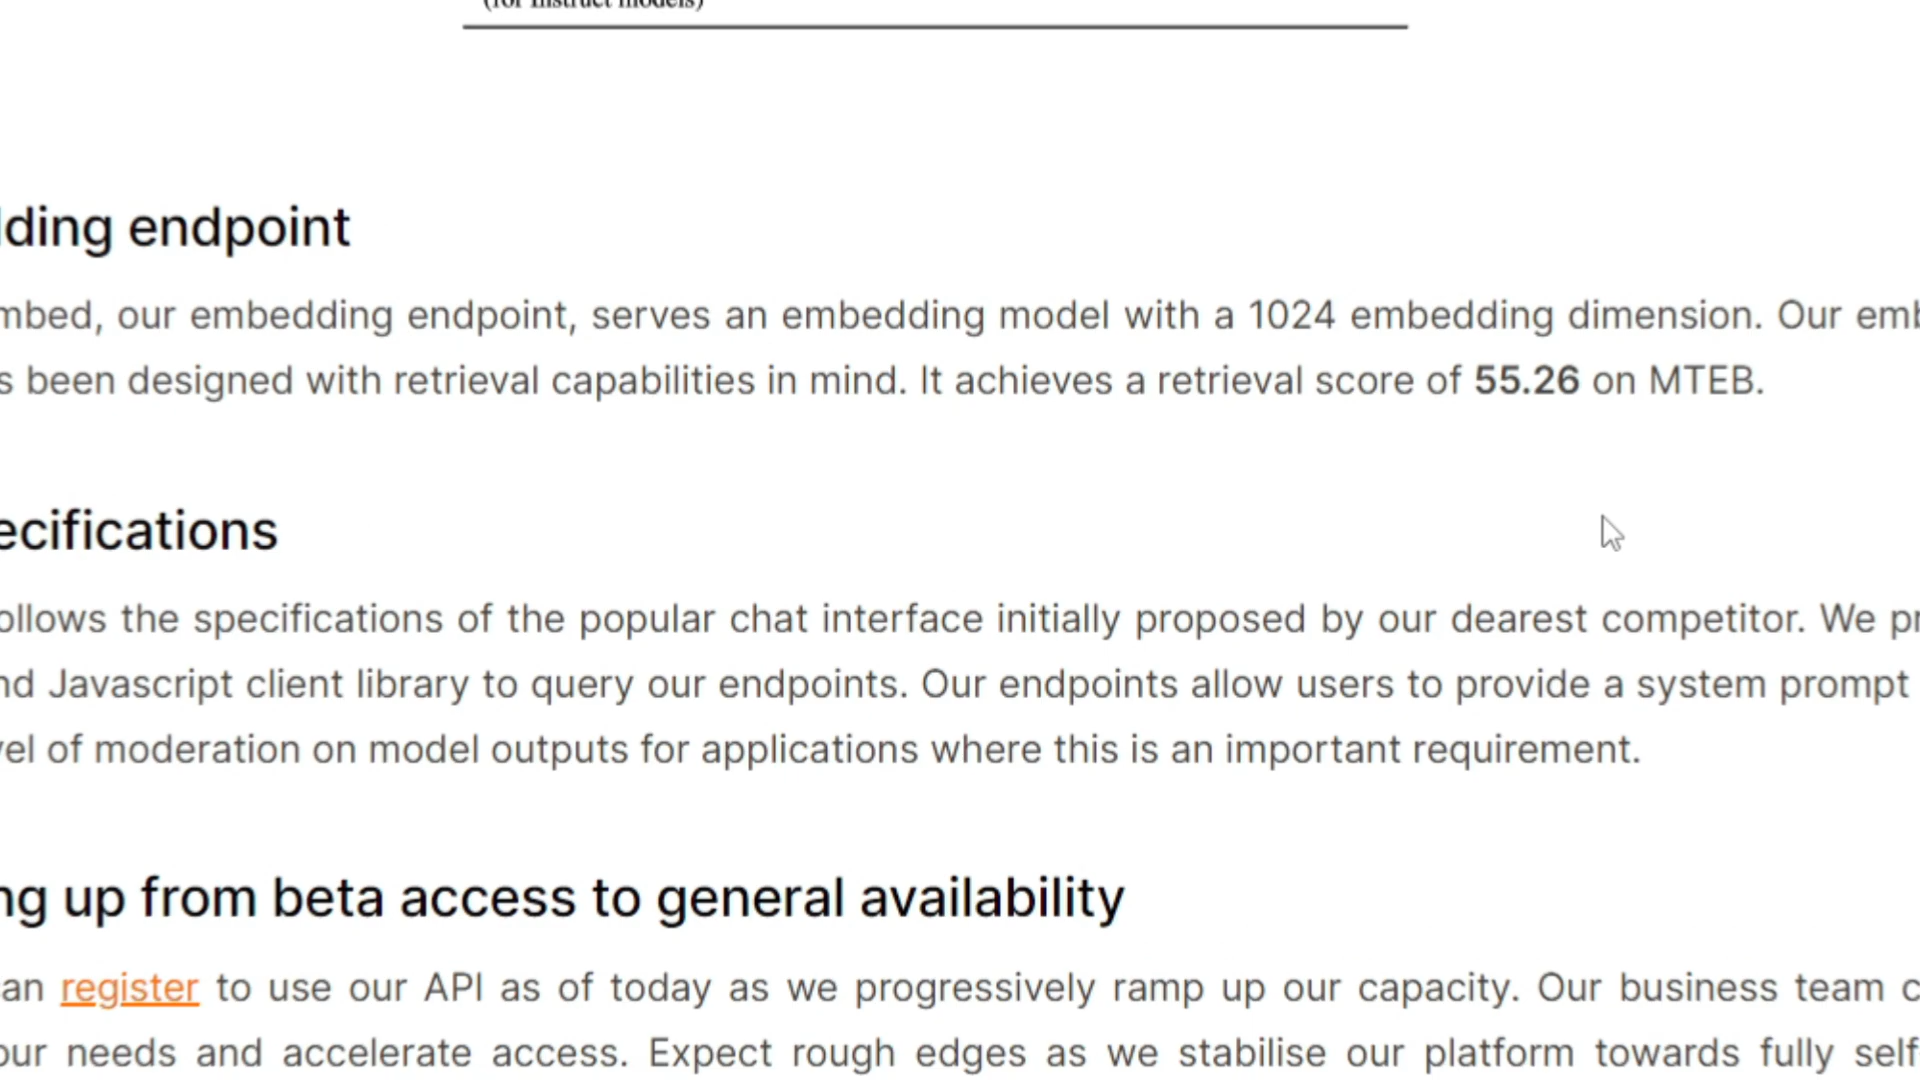 (for instruct models)
dding endpoint
mbed, our embedding endpoint, serves an embedding model with a 1024 embedding dimension. Our emb
s been designed with retrieval capabilities in mind. It achieves a retrieval score of 55.26 on MTEB.
ecifications
ollows the specifications of the popular chat interface initially proposed by our dearest competitor. We pr
nd Javascript client library to query our endpoints. Our endpoints allow users to provide a system prompt
vel of moderation on model outputs for applications where this is an important requirement.
ng up from beta access to general availability
an register to use our API as of today as we progressively ramp up our capacity. Our business team c
our needs and accelerate access. Expect rough edges as we stabilise our platform towards fully self